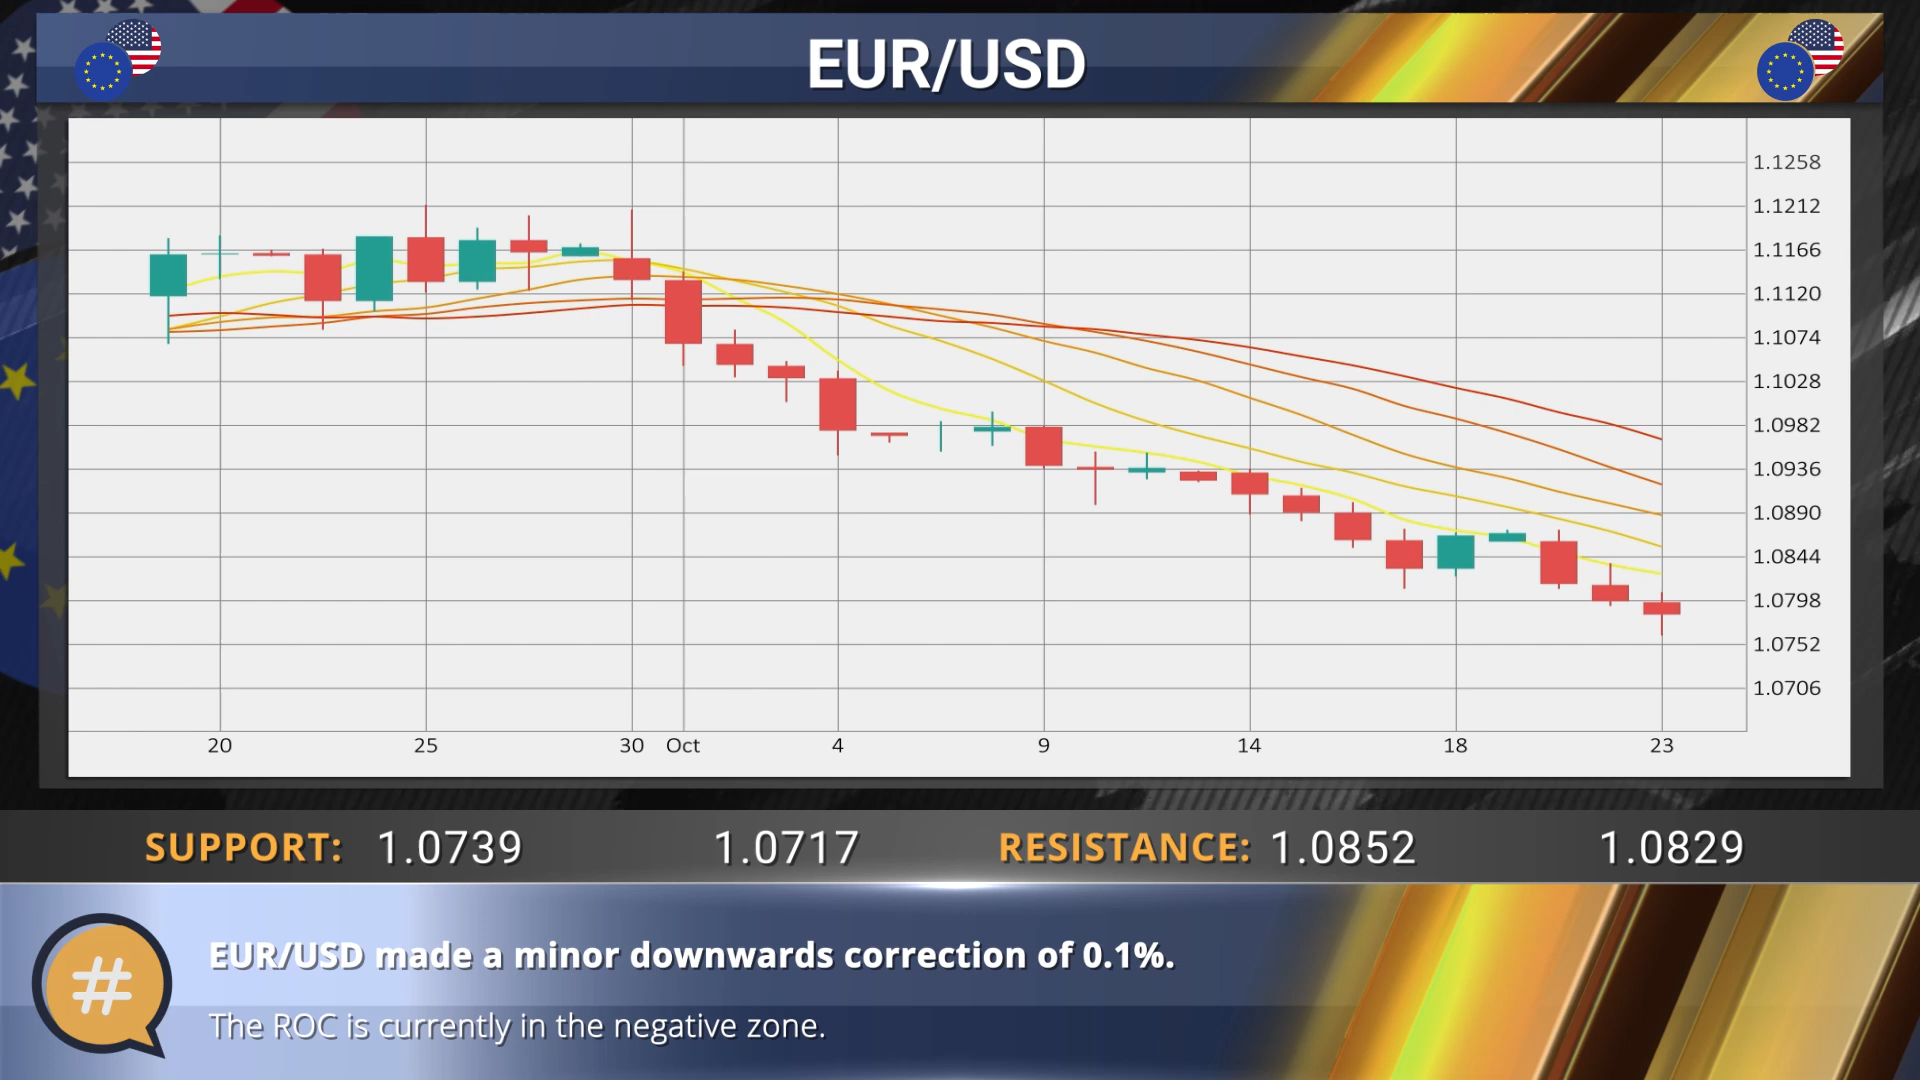 EUR/USD
1.1258
1.1212
1.1166
1.1120
1.1074
1.1028
1.0982
1.0936
1.0890
1.0844
1.0798
1.0752
1.0706
20 25 30 Oct 4 9 14 18 23
SUPPORT: 1.0739 1.0717 RESISTANCE: 1.0852 1.0829
#
EUR/USD made a minor downwards correction of 0.1%.
The ROC is currently in the negative zone.